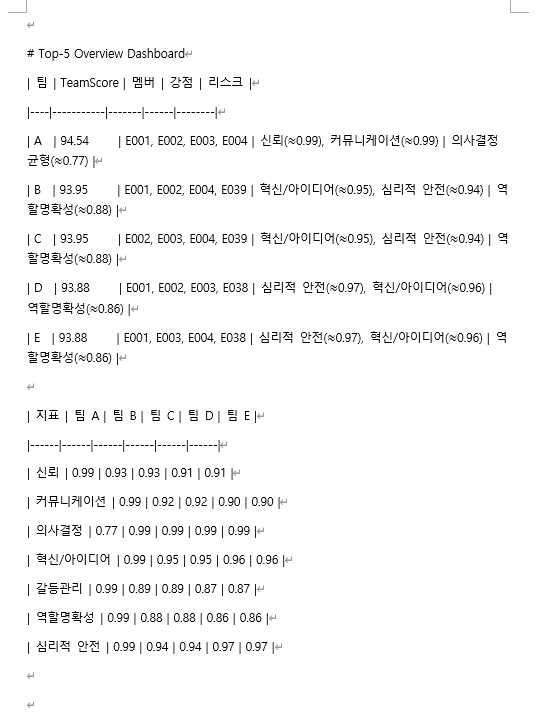 # Top-5 Overview Dashboard
| 팀 | TeamScore | 멤버 | 강점 | 리스크 |
|----|-----------|-------|------|--------|
| A | 94.54 | E001, E002, E003, E004 | 신뢰(≈0.99), 커뮤니케이션(≈0.99) | 의사결정
균형(≈0.77) |
| B | 93.95 | E001, E002, E004, E039 | 혁신/아이디어(≈0.95), 심리적 안전(≈0.94) | 역
할명확성(≈0.88) |
| C | 93.95 | E002, E003, E004, E039 | 혁신/아이디어(≈0.95), 심리적 안전(≈0.94) | 역
할명확성(≈0.88) |
| D | 93.88 | E001, E002, E003, E038 | 심리적 안전(≈0.97), 혁신/아이디어(≈0.96) |
역할명확성(≈0.86) |
| E | 93.88 | E001, E003, E004, E038 | 심리적 안전(≈0.97), 혁신/아이디어(≈0.96) | 역
할명확성(≈0.86) |
| 지표 | 팀 A | 팀 B | 팀 C | 팀 D | 팀 E |
|------|------|------|------|------|------|
| 신뢰 | 0.99 | 0.93 | 0.93 | 0.91 | 0.91 |
| 커뮤니케이션 | 0.99 | 0.92 | 0.92 | 0.90 | 0.90 |
| 의사결정 | 0.77 | 0.99 | 0.99 | 0.99 | 0.99 |
| 혁신/아이디어 | 0.99 | 0.95 | 0.95 | 0.96 | 0.96 |
| 갈등관리 | 0.99 | 0.89 | 0.89 | 0.87 | 0.87 |
| 역할명확성 | 0.99 | 0.88 | 0.88 | 0.86 | 0.86 |
| 심리적 안전 | 0.99 | 0.94 | 0.94 | 0.97 | 0.97 |